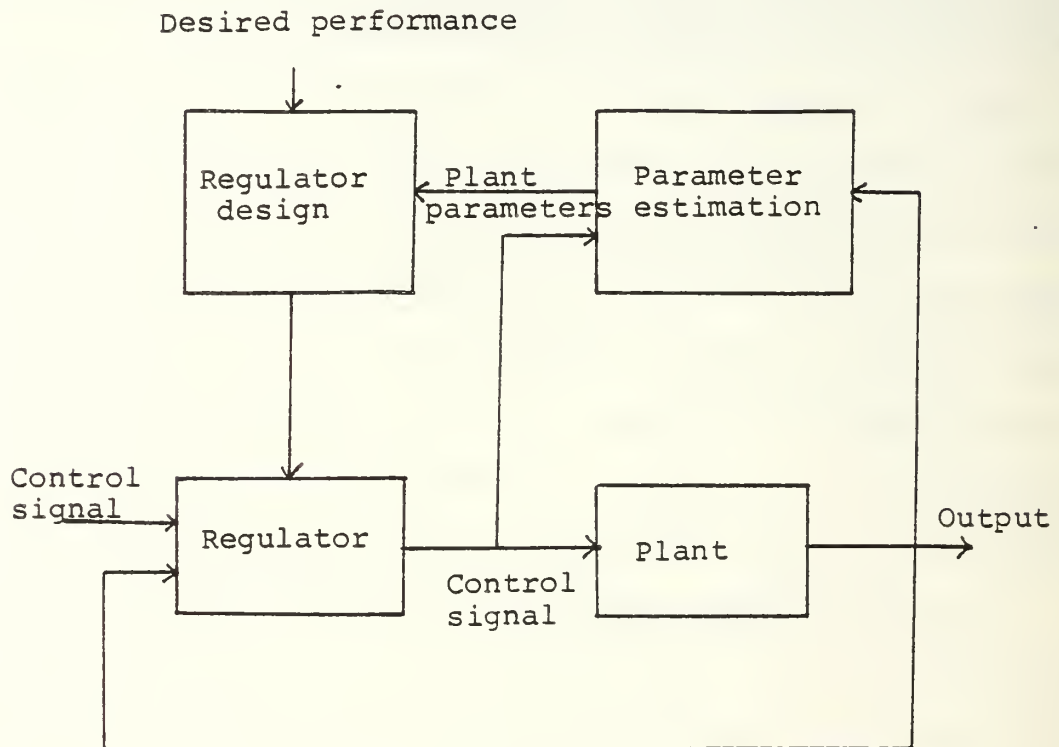 Desired performance
Regulator
design
Plant
parameters
Parameter
estimation
Control
signal
Regulator
Control
signal
Plant
Output